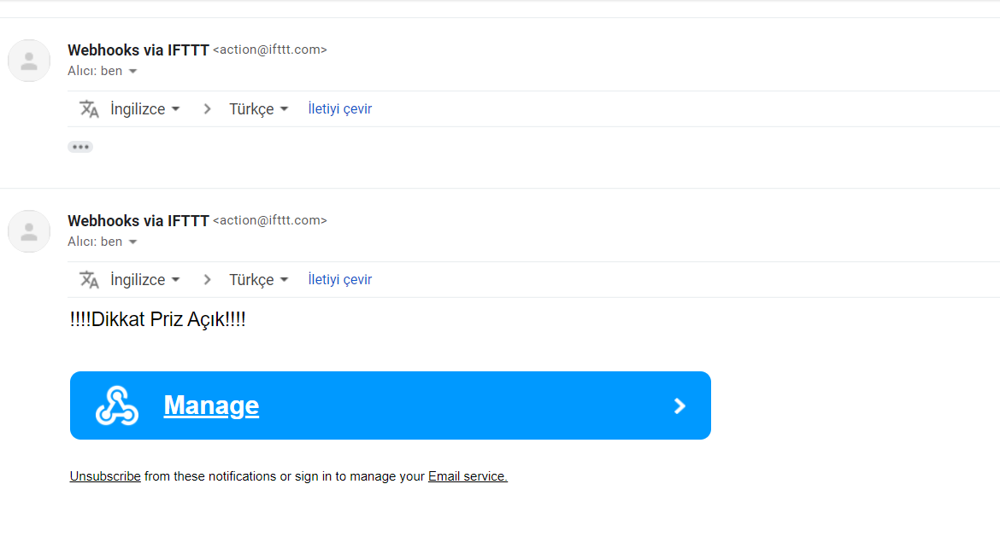 Webhooks via IFTTT <action@ifttt.com>
Alıcı: ben
İngilizce Türkçe İletiyi çevir
Webhooks via IFTTT <action@ifttt.com>
Alıcı: ben
İngilizce Türkçe İletiyi çevir
!!!!Dikkat Priz Açık!!!!
Manage
Unsubscribe from these notifications or sign in to manage your Email service.